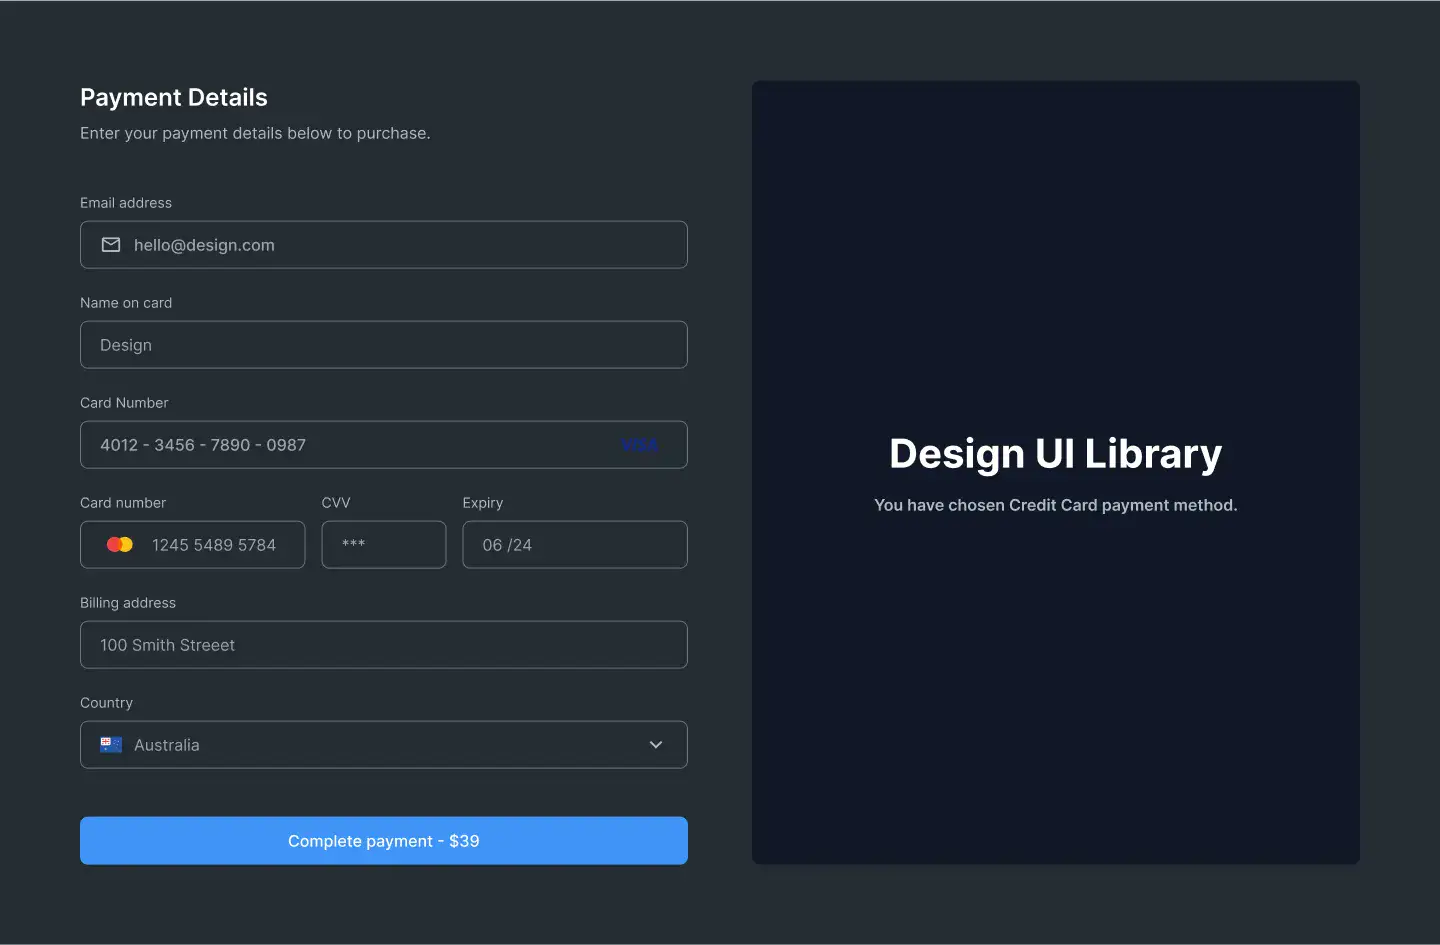 Payment Details
Enter your payment details below to purchase.
Email address
hello@design.com
Name on card
Design
Card Number
4012 - 3456 - 7890 - 0987 VISA
Card number CVV Expiry
1245 5489 5784 *** 06 /24
Billing address
100 Smith Streeet
Country
Australia
Complete payment - $39
Design UI Library
You have chosen Credit Card payment method.